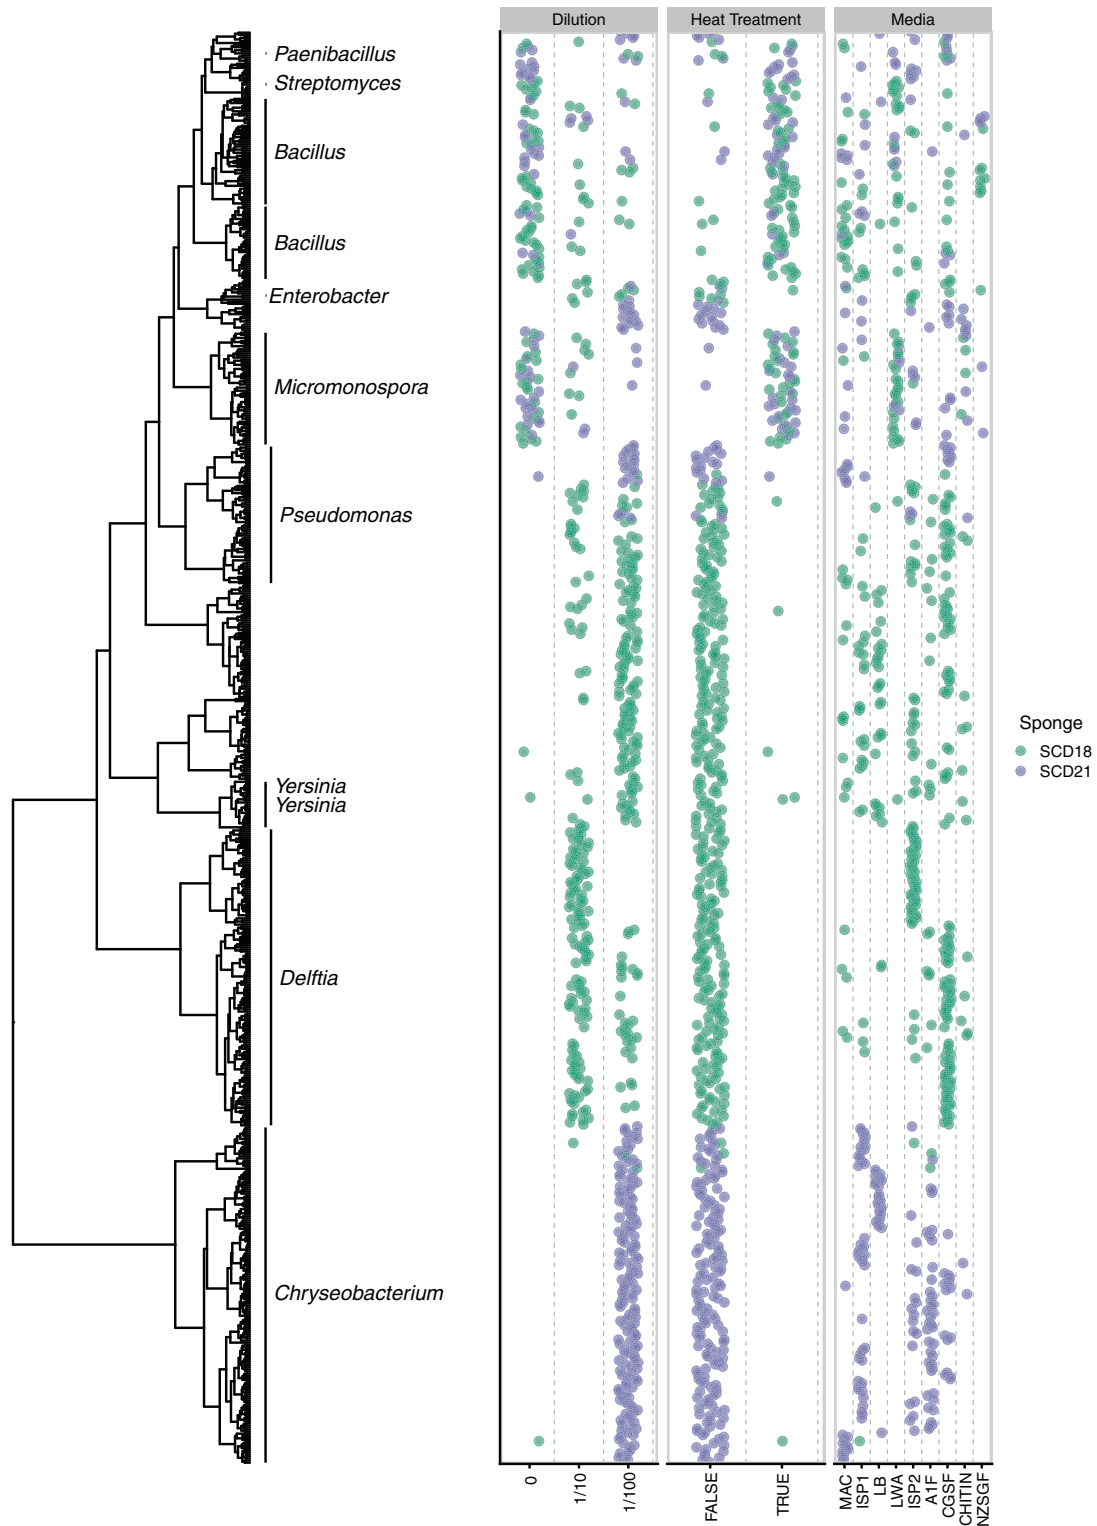 Dilution
Heat Treatment
Media
Paenibacillus
Streptomyces
Bacillus
Bacillus
Enterobacter
Micromonospora
Pseudomonas
Yersinia
Yersinia
Delftia
Chryseobacterium
Sponge
SCD18
SCD21
0
1/10
1/100
FALSE
TRUE
MAC
ISP1
LB
LWA
ISP2
A1F
CGSF
CHITIN
NZSGF